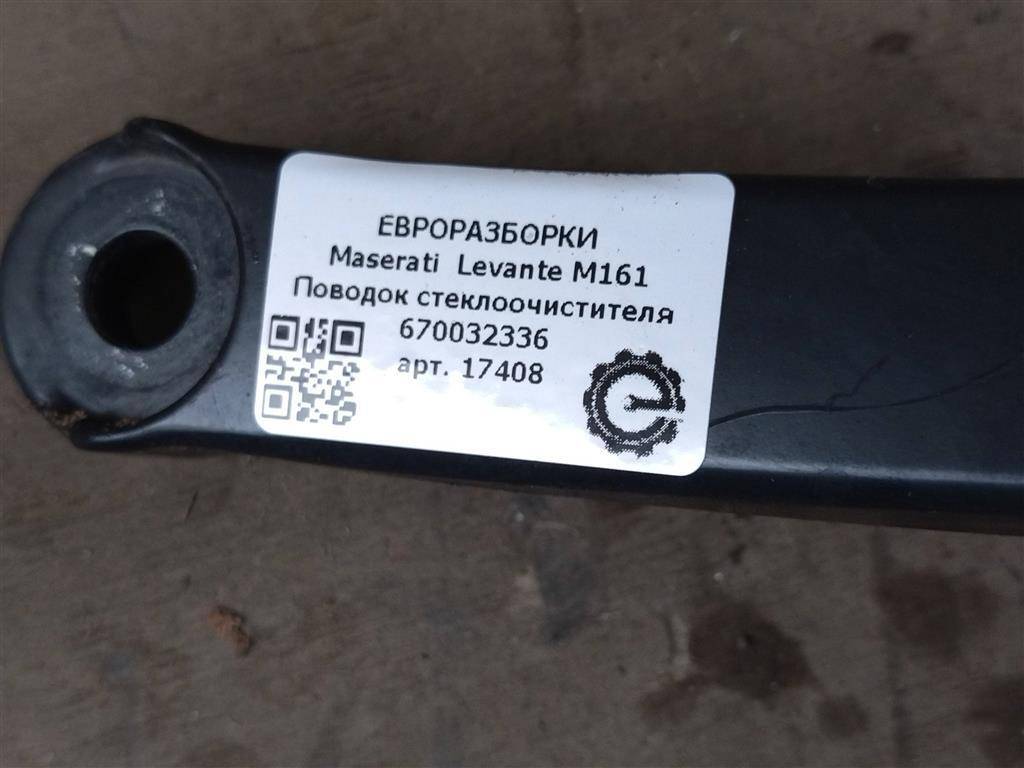 ЕВРОРАЗБОРКИ
Maserati Levante M161
Поводок стеклоочистителя
670032336
арт. 17408